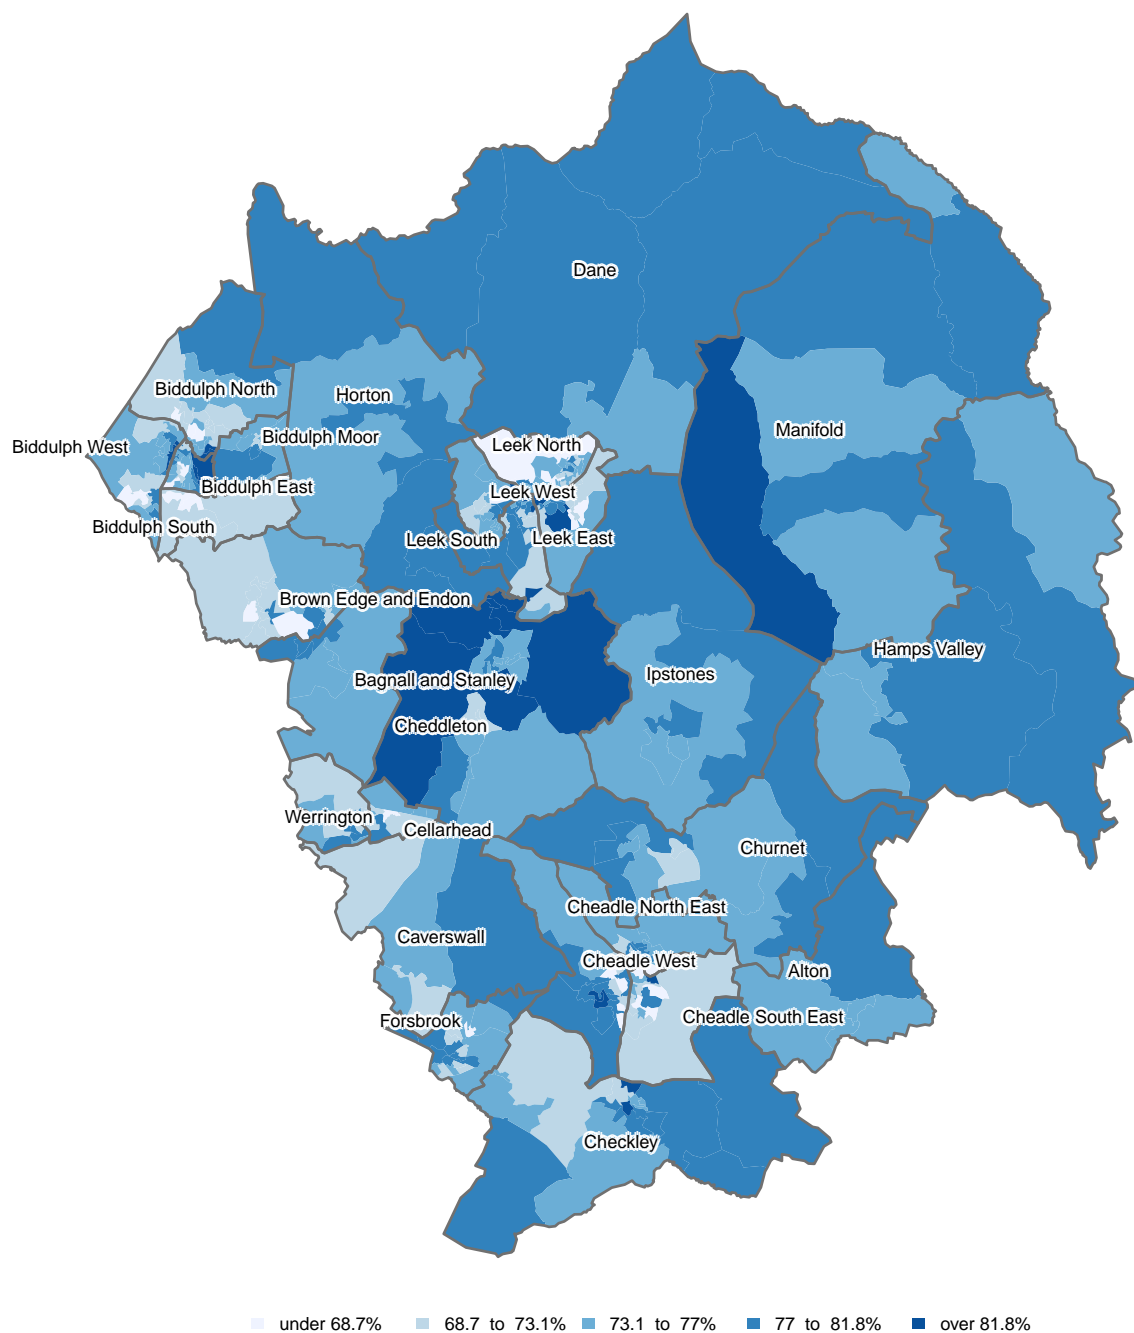 Dane
Biddulph North
Horton
Biddulph West
Biddulph Moor
Manifold
Leek North
Biddulph East
Leek West
Biddulph South
Leek South
Leek East
Brown Edge and Endon
Hamps Valley
Bagnall and Stanley
Ipstones
Cheddleton
Werrington
Cellarhead
Churnet
Cheadle North East
Caverswall
Cheadle West
Alton
Forsbrook
Cheadle South East
Checkley
under 68.7% 68.7 to 73.1% 73.1 to 77% 77 to 81.8% over 81.8%